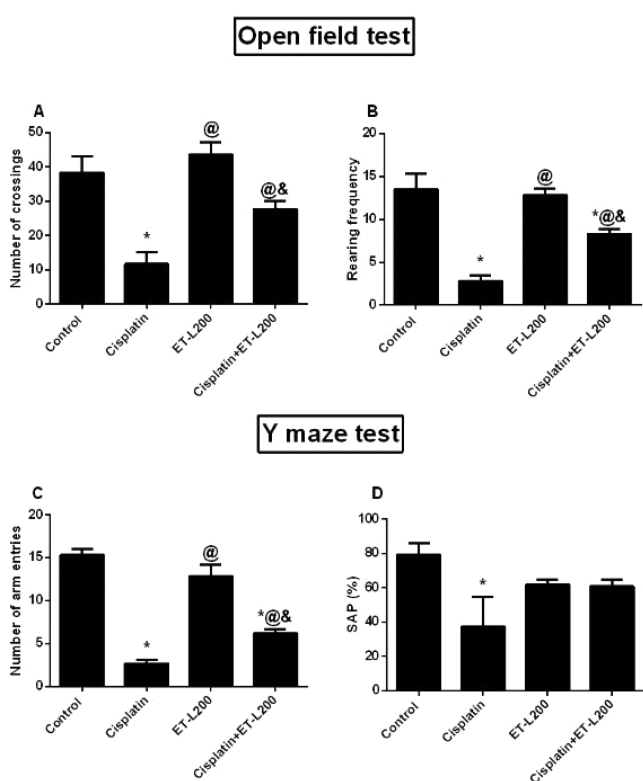 Open field test
A
Number of crossings
50
40
30
20
10
0
*
@
@&
Control
Cisplatin
ET-L200
Cisplatin+ET-L200
B
Rearing frequency
20
15
10
5
0
*
@
*@&
Control
Cisplatin
ET-L200
Cisplatin+ET-L200
Y maze test
C
Number of arm entries
20
15
10
5
0
*
@
*@&
Control
Cisplatin
ET-L200
Cisplatin+ET-L200
D
SAP (%)
100
80
60
40
20
0
*
Control
Cisplatin
ET-L200
Cisplatin+ET-L200